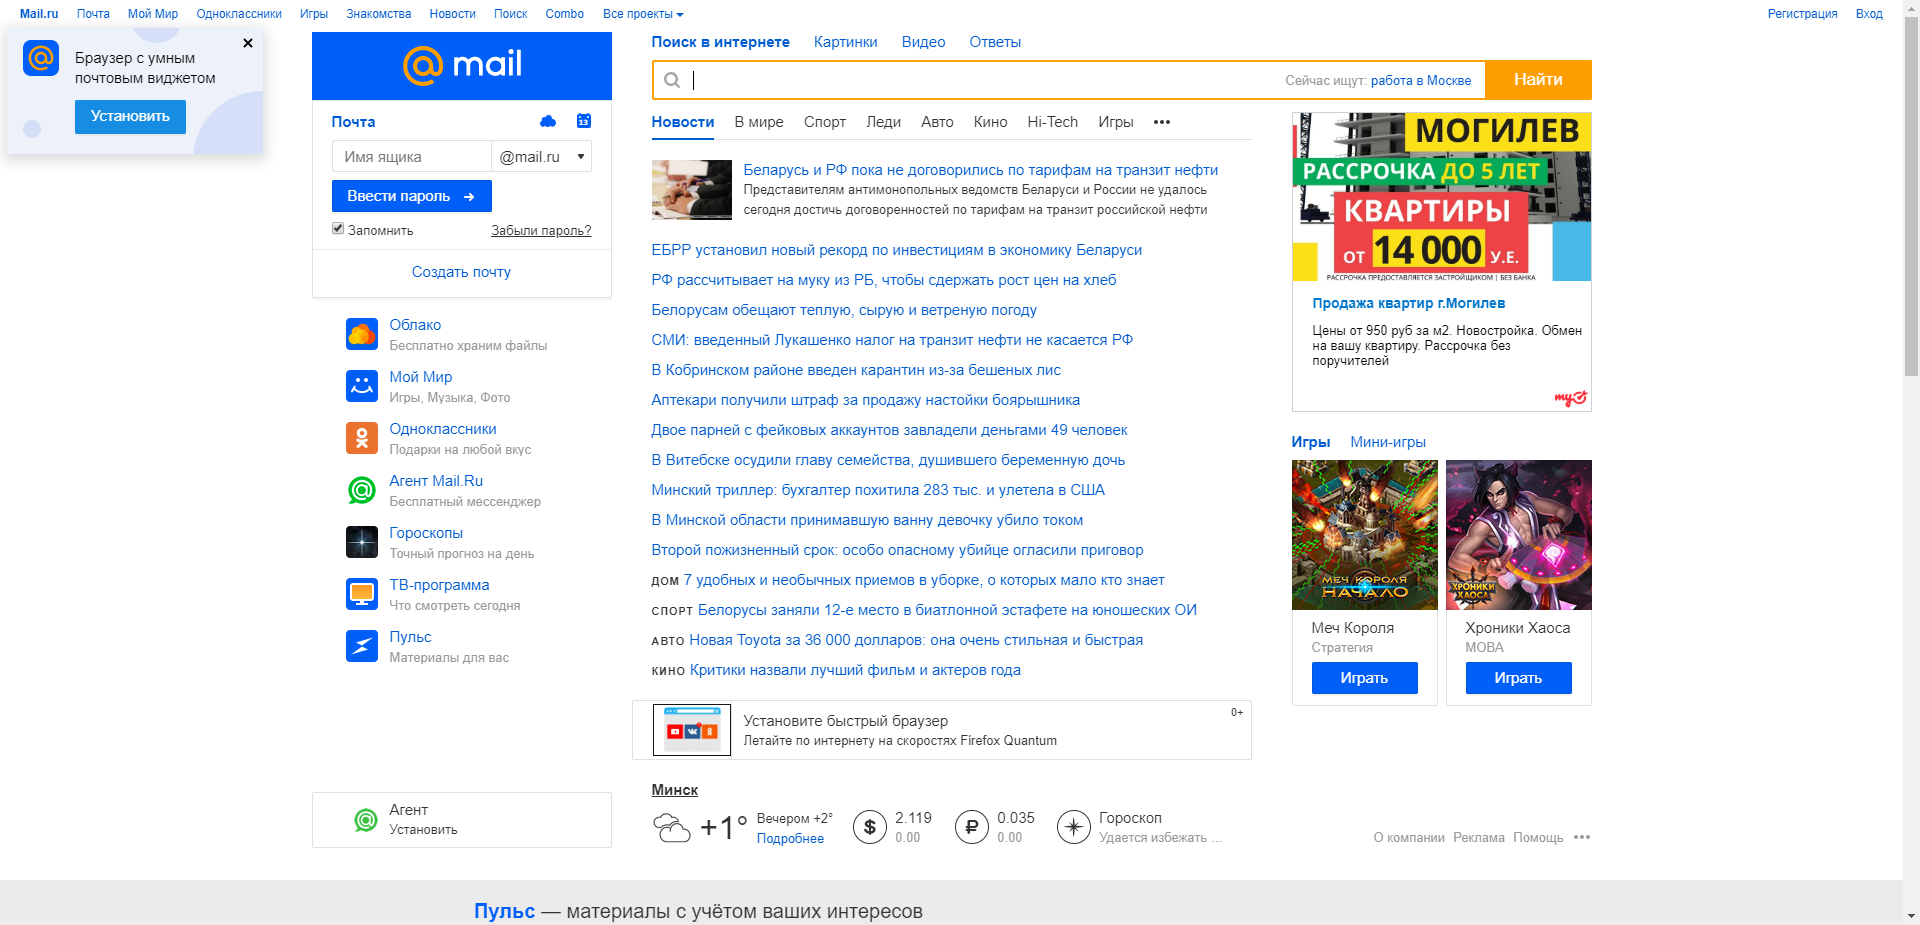 Mail.ru Почта Мой Мир Одноклассники Игры Знакомства Новости Поиск Combo Все проекты Регистрация Вход
Браузер с умным
почтовым виджетом
Установить
mail
Почта
13
Имя ящика @mail.ru
Ввести пароль
Запомнить Забыли пароль?
Создать почту
Облако
Бесплатно храним файлы
Мой Мир
Игры, Музыка, Фото
Одноклассники
Подарки на любой вкус
Агент Mail.Ru
Бесплатный мессенджер
Гороскопы
Точный прогноз на день
ТВ-программа
Что смотреть сегодня
Пульс
Материалы для вас
Агент
Установить
Поиск в интернете Картинки Видео Ответы
Сейчас ищут: работа в Москве Найти
Новости В мире Спорт Леди Авто Кино Hi-Tech Игры •••
Беларусь и РФ пока не договорились по тарифам на транзит нефти
Представителям антимонопольных ведомств Беларуси и России не удалось
сегодня достичь договоренностей по тарифам на транзит российской нефти
ЕБРР установил новый рекорд по инвестициям в экономику Беларуси
РФ рассчитывает на муку из РБ, чтобы сдержать рост цен на хлеб
Белорусам обещают теплую, сырую и ветреную погоду
СМИ: введенный Лукашенко налог на транзит нефти не касается РФ
В Кобринском районе введен карантин из-за бешеных лис
Аптекари получили штраф за продажу настойки боярышника
Двое парней с фейковых аккаунтов завладели деньгами 49 человек
В Витебске осудили главу семейства, душившего беременную дочь
Минский триллер: бухгалтер похитила 283 тыс. и улетела в США
В Минской области принимавшую ванну девочку убило током
Второй пожизненный срок: особо опасному убийце огласили приговор
ДОМ 7 удобных и необычных приемов в уборке, о которых мало кто знает
СПОРТ Белорусы заняли 12-е место в биатлонной эстафете на юношеских ОИ
АВТО Новая Toyota за 36 000 долларов: она очень стильная и быстрая
КИНО Критики назвали лучший фильм и актеров года
Установите быстрый браузер 0+
Летайте по интернету на скоростях Firefox Quantum
Минск
+1° Вечером +2° $ 2.119 ₽ 0.035 Гороскоп
Подробнее 0.00 0.00 Удается избежать ...
МОГИЛЕВ
РАССРОЧКА ДО 5 ЛЕТ
КВАРТИРЫ
ОТ 14 000 У.Е.
РАССРОЧКА ПРЕДОСТАВЛЯЕТСЯ ЗАСТРОЙЩИКОМ | БЕЗ БАНКА
Продажа квартир г.Могилев
Цены от 950 руб за м2. Новостройка. Обмен
на вашу квартиру. Рассрочка без
поручителей
Игры Мини-игры
МЕЧ КОРОЛЯ
НАЧАЛО
ХРОНИКИ
ХАОСА
Меч Короля
Стратегия
Играть
Хроники Хаоса
MOBA
Играть
О компании Реклама Помощь •••
Пульс — материалы с учётом ваших интересов